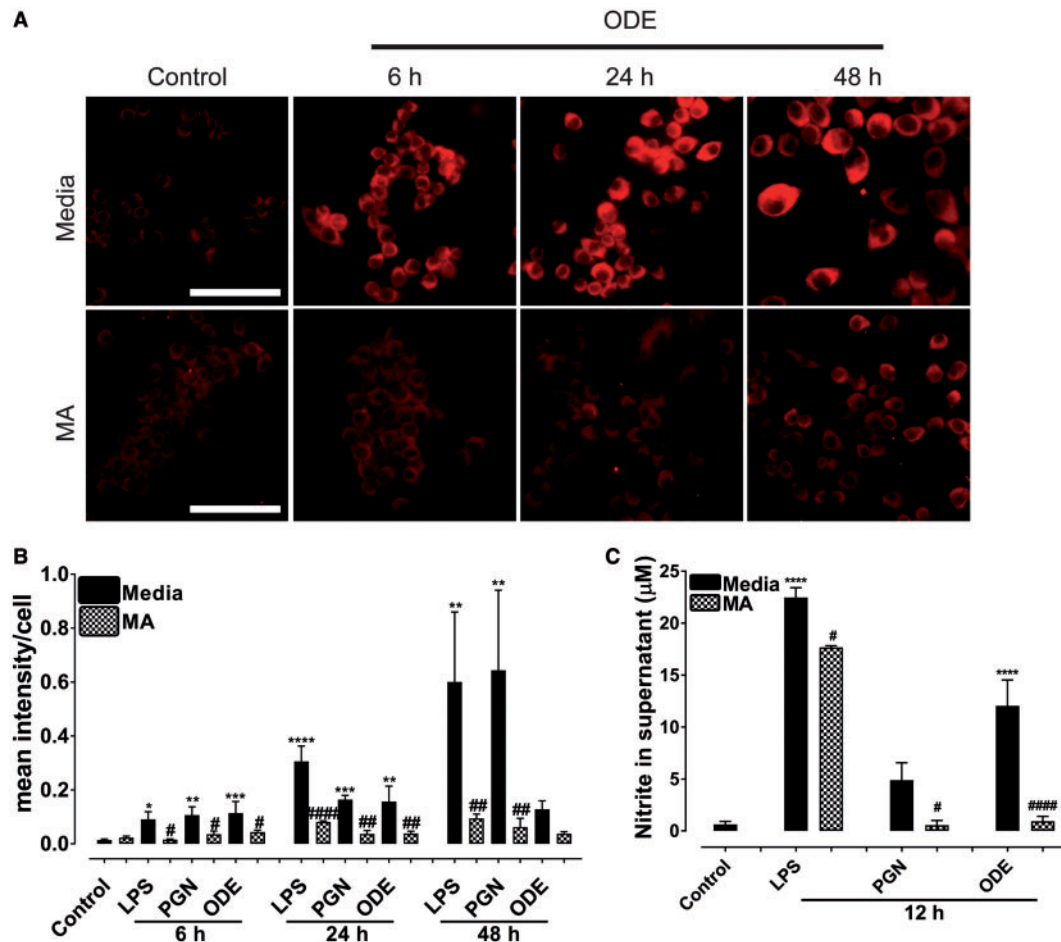 A
ODE
Control 6 h 24 h 48 h
Media
MA
B
mean intensity/cell
1.0
0.8
0.6
0.4
0.2
0.0
Media
MA
* # ** # *** #
**** #### *** ## ** ##
** ## ** ##
Control LPS PGN ODE LPS PGN ODE LPS PGN ODE
6 h 24 h 48 h
C
Nitrite in supernatant (µM)
25
20
15
10
5
0
Media
MA
**** # # **** ####
Control LPS PGN ODE
12 h